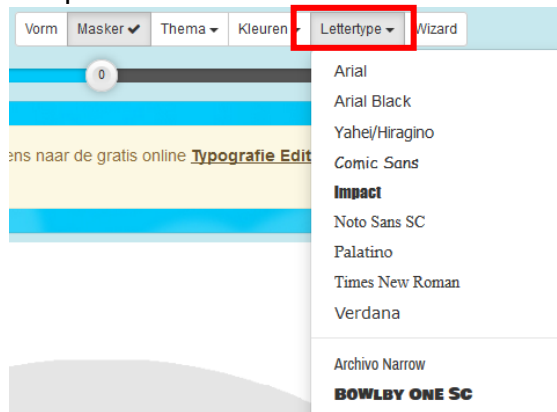 Vorm Masker ✔ Thema Kleuren Lettertype Wizard
0
Arial
Arial Black
Yahei/Hiragino
ens naar de gratis online Typografie Edit
Comic Sans
Impact
Noto Sans SC
Palatino
Times New Roman
Verdana
Archivo Narrow
BOWLBY ONE SC